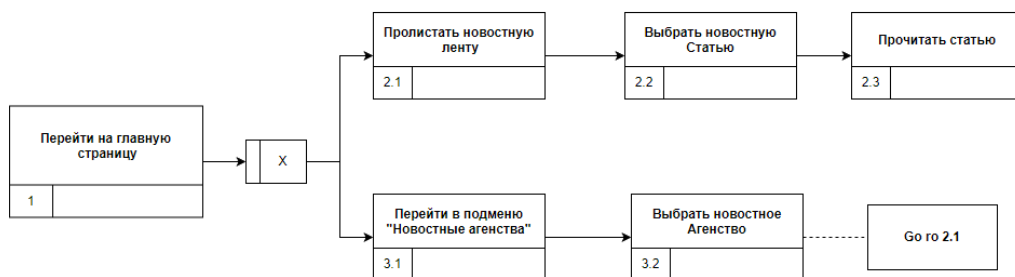 Пролистать новостную
ленту
2.1
Выбрать новостную
Статью
2.2
Прочитать статью
2.3
Перейти на главную
страницу
1
X
Перейти в подменю
"Новостные агенства"
3.1
Выбрать новостное
Агенство
3.2
Go го 2.1